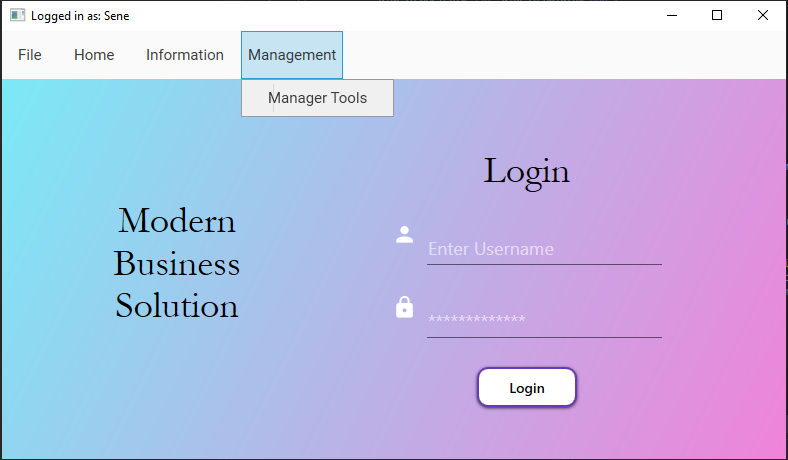 Logged in as: Sene
File Home Information Management
Manager Tools
Login
Modern
Business
Solution
Enter Username
*************
Login